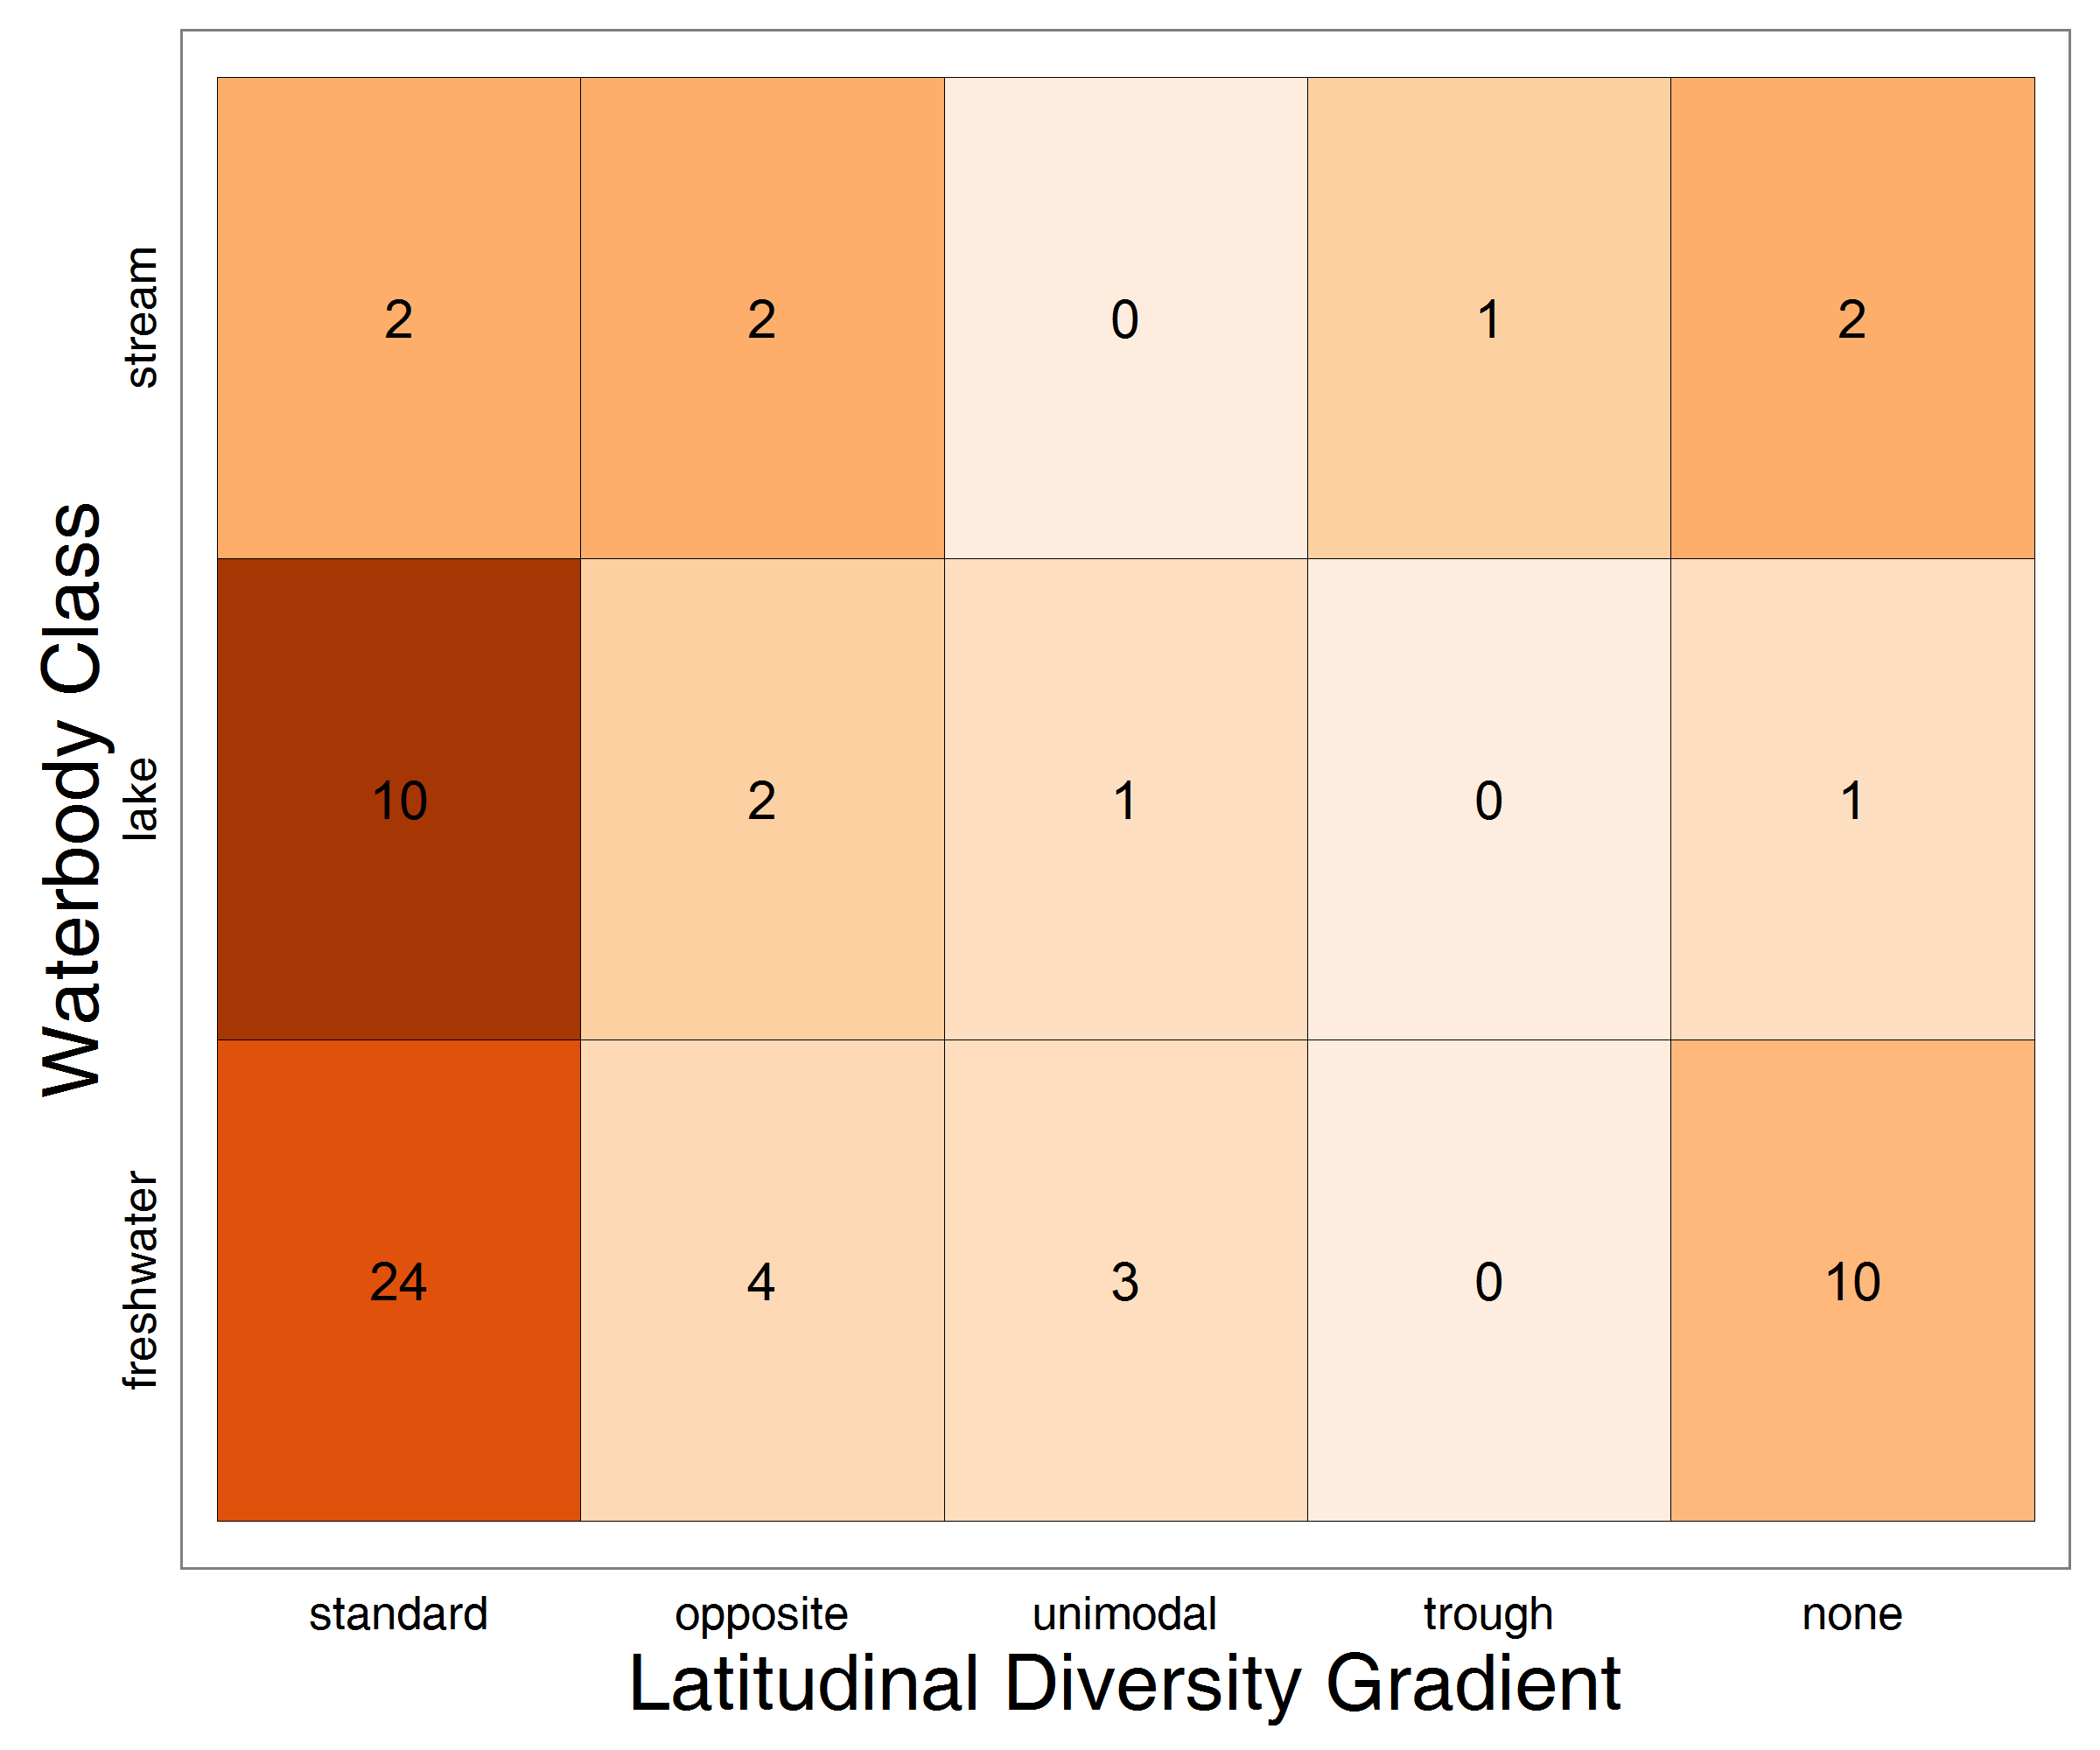 Waterbody Class
stream
2 2 0 1 2
lake
10 2 1 0 1
freshwater
24 4 3 0 10
standard opposite unimodal trough none
Latitudinal Diversity Gradient